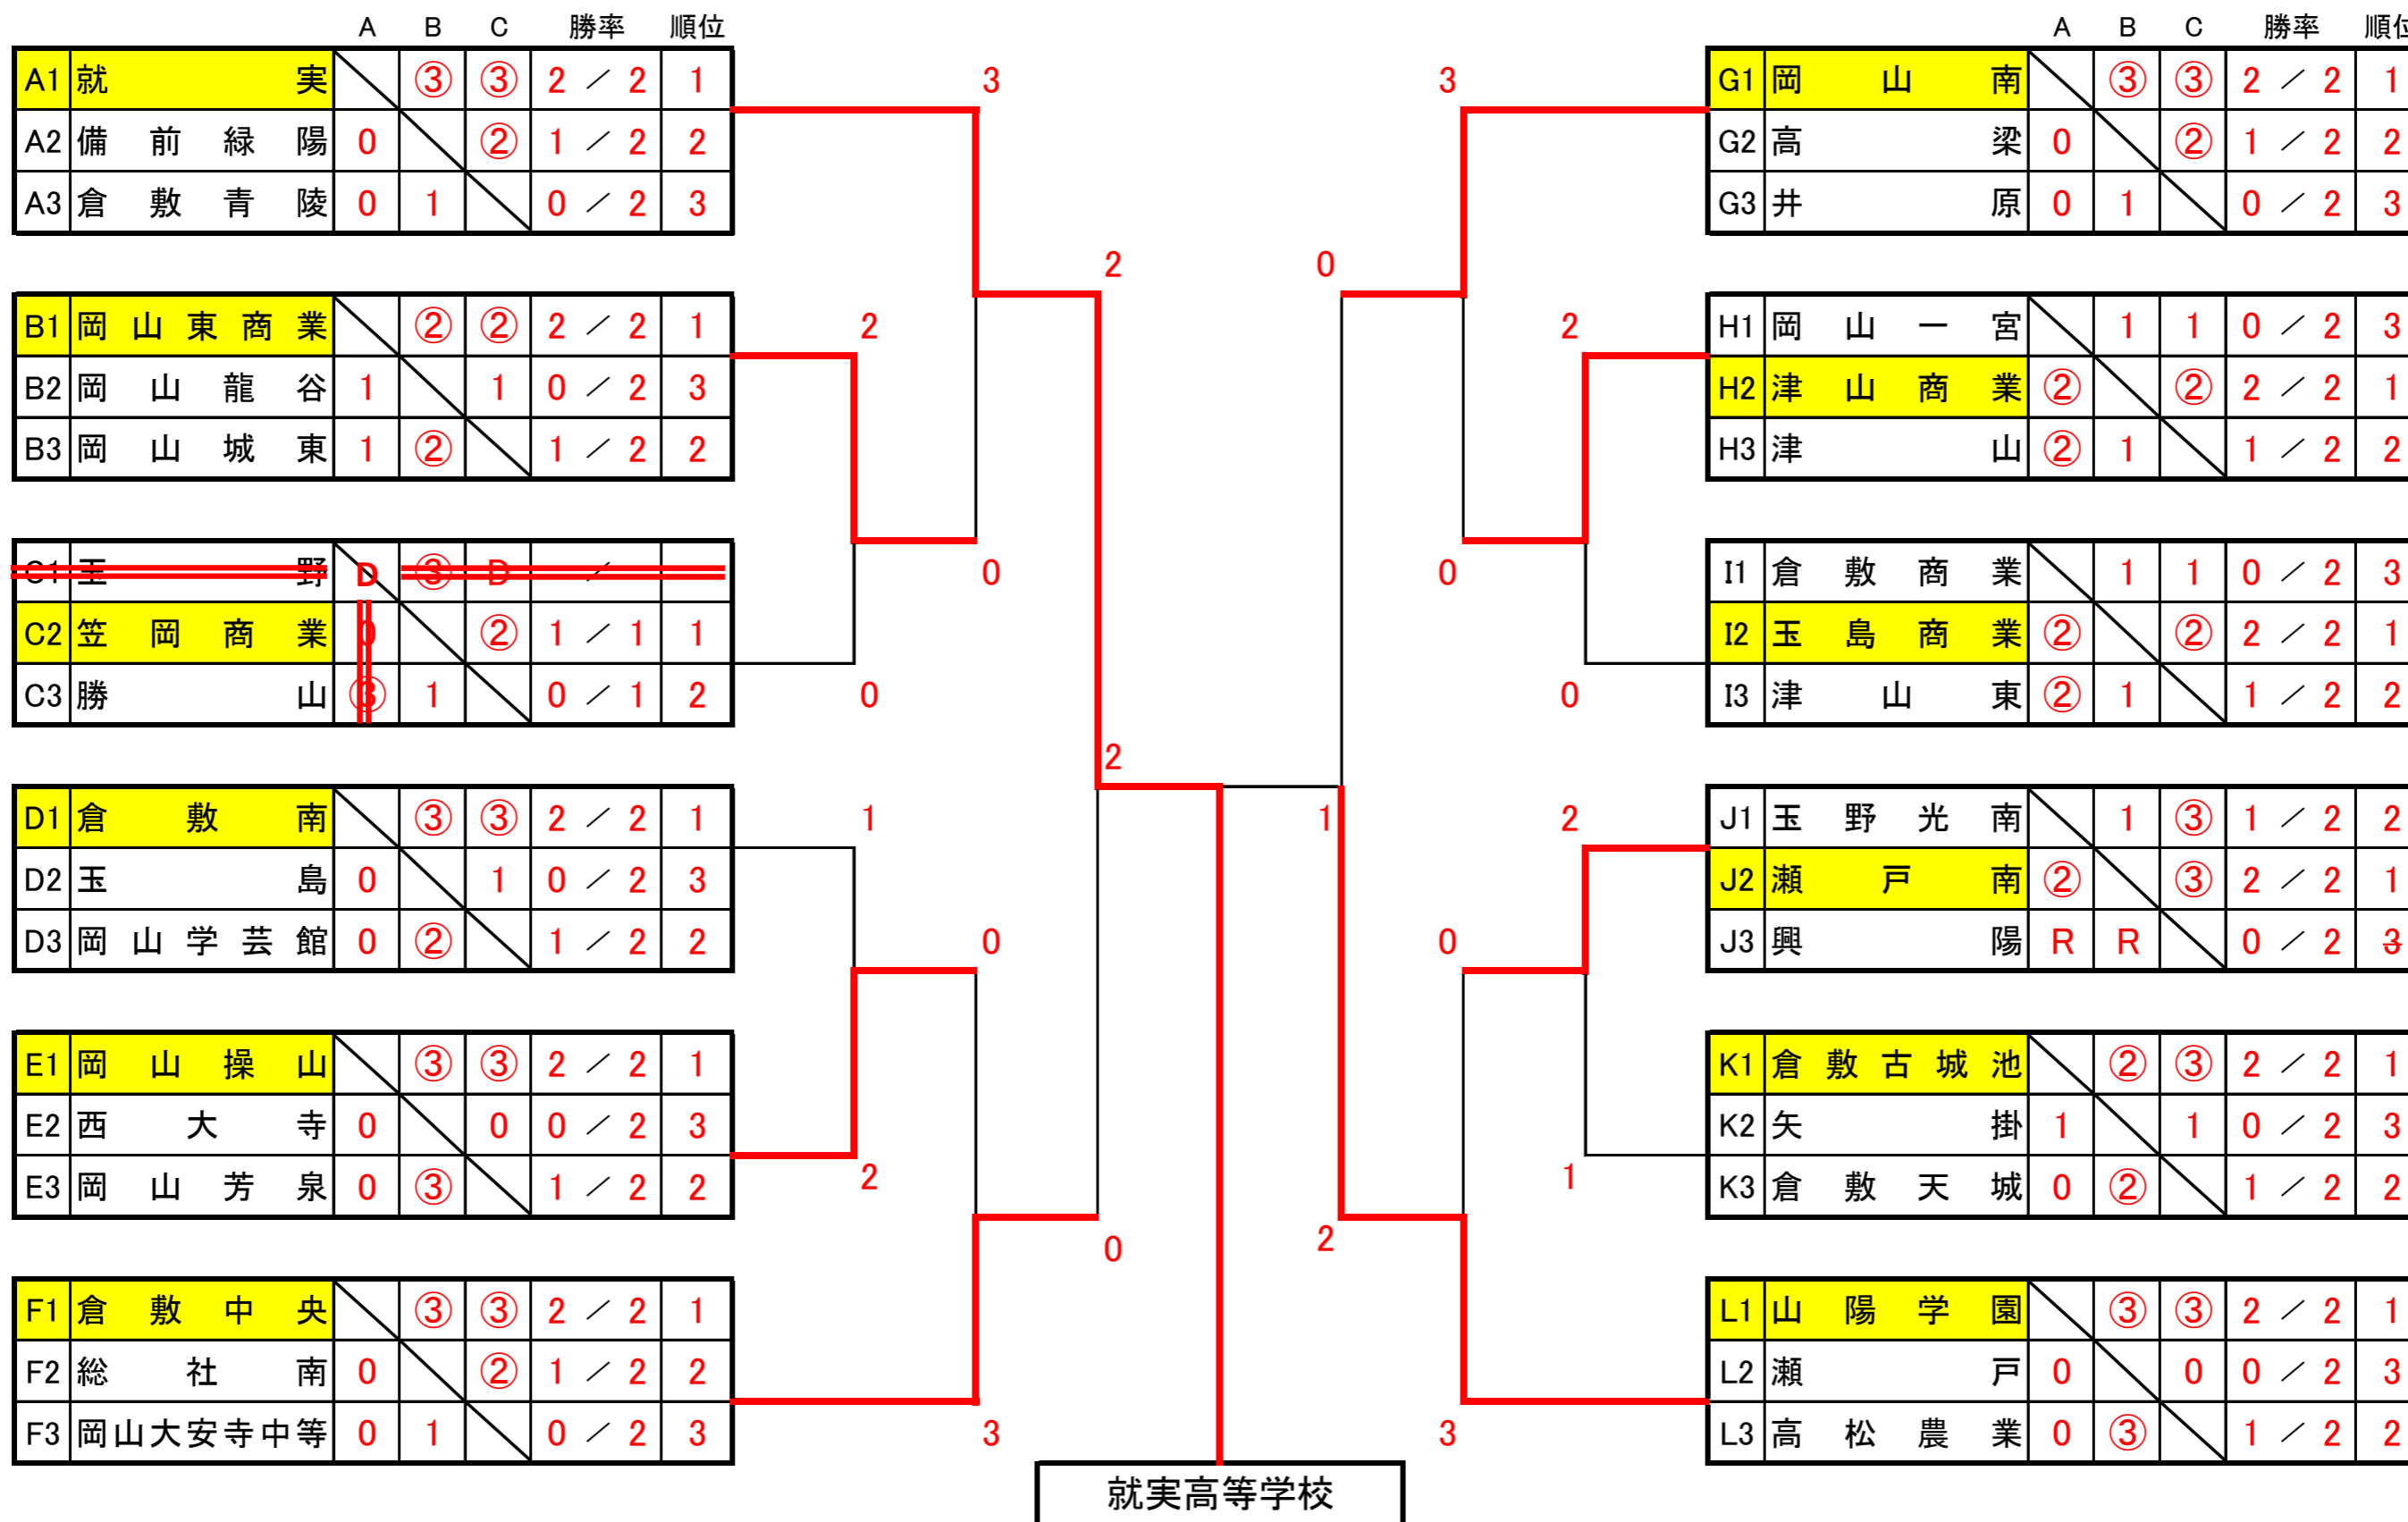 A B C 勝率 順位
A1 就実 ③ ③ 2 ／ 2 1
A2 備前緑陽 0 ② 1 ／ 2 2
A3 倉敷青陵 0 1 0 ／ 2 3
B1 岡山東商業 ② ② 2 ／ 2 1
B2 岡山龍谷 1 1 0 ／ 2 3
B3 岡山城東 1 ② 1 ／ 2 2
C1 玉野 D ③ D ／
C2 笠岡商業 0 ② 1 ／ 1 1
C3 勝山 ③ 1 0 ／ 1 2
D1 倉敷南 ③ ③ 2 ／ 2 1
D2 玉島 0 1 0 ／ 2 3
D3 岡山学芸館 0 ② 1 ／ 2 2
E1 岡山操山 ③ ③ 2 ／ 2 1
E2 西大寺 0 0 0 ／ 2 3
E3 岡山芳泉 0 ③ 1 ／ 2 2
F1 倉敷中央 ③ ③ 2 ／ 2 1
F2 総社南 0 ② 1 ／ 2 2
F3 岡山大安寺中等 0 1 0 ／ 2 3
3
2
2
0
0
2
1
0
2
0
3
3
0
2
0
0
1
2
0
1
2
3
就実高等学校
A B C 勝率 順位
G1 岡山南 ③ ③ 2 ／ 2 1
G2 高梁 0 ② 1 ／ 2 2
G3 井原 0 1 0 ／ 2 3
H1 岡山一宮 1 1 0 ／ 2 3
H2 津山商業 ② ② 2 ／ 2 1
H3 津山 ② 1 1 ／ 2 2
I1 倉敷商業 1 1 0 ／ 2 3
I2 玉島商業 ② ② 2 ／ 2 1
I3 津山東 ② 1 1 ／ 2 2
J1 玉野光南 1 ③ 1 ／ 2 2
J2 瀬戸南 ② ③ 2 ／ 2 1
J3 興陽 R R 0 ／ 2 3
K1 倉敷古城池 ② ③ 2 ／ 2 1
K2 矢掛 1 1 0 ／ 2 3
K3 倉敷天城 0 ② 1 ／ 2 2
L1 山陽学園 ③ ③ 2 ／ 2 1
L2 瀬戸 0 0 0 ／ 2 3
L3 高松農業 0 ③ 1 ／ 2 2